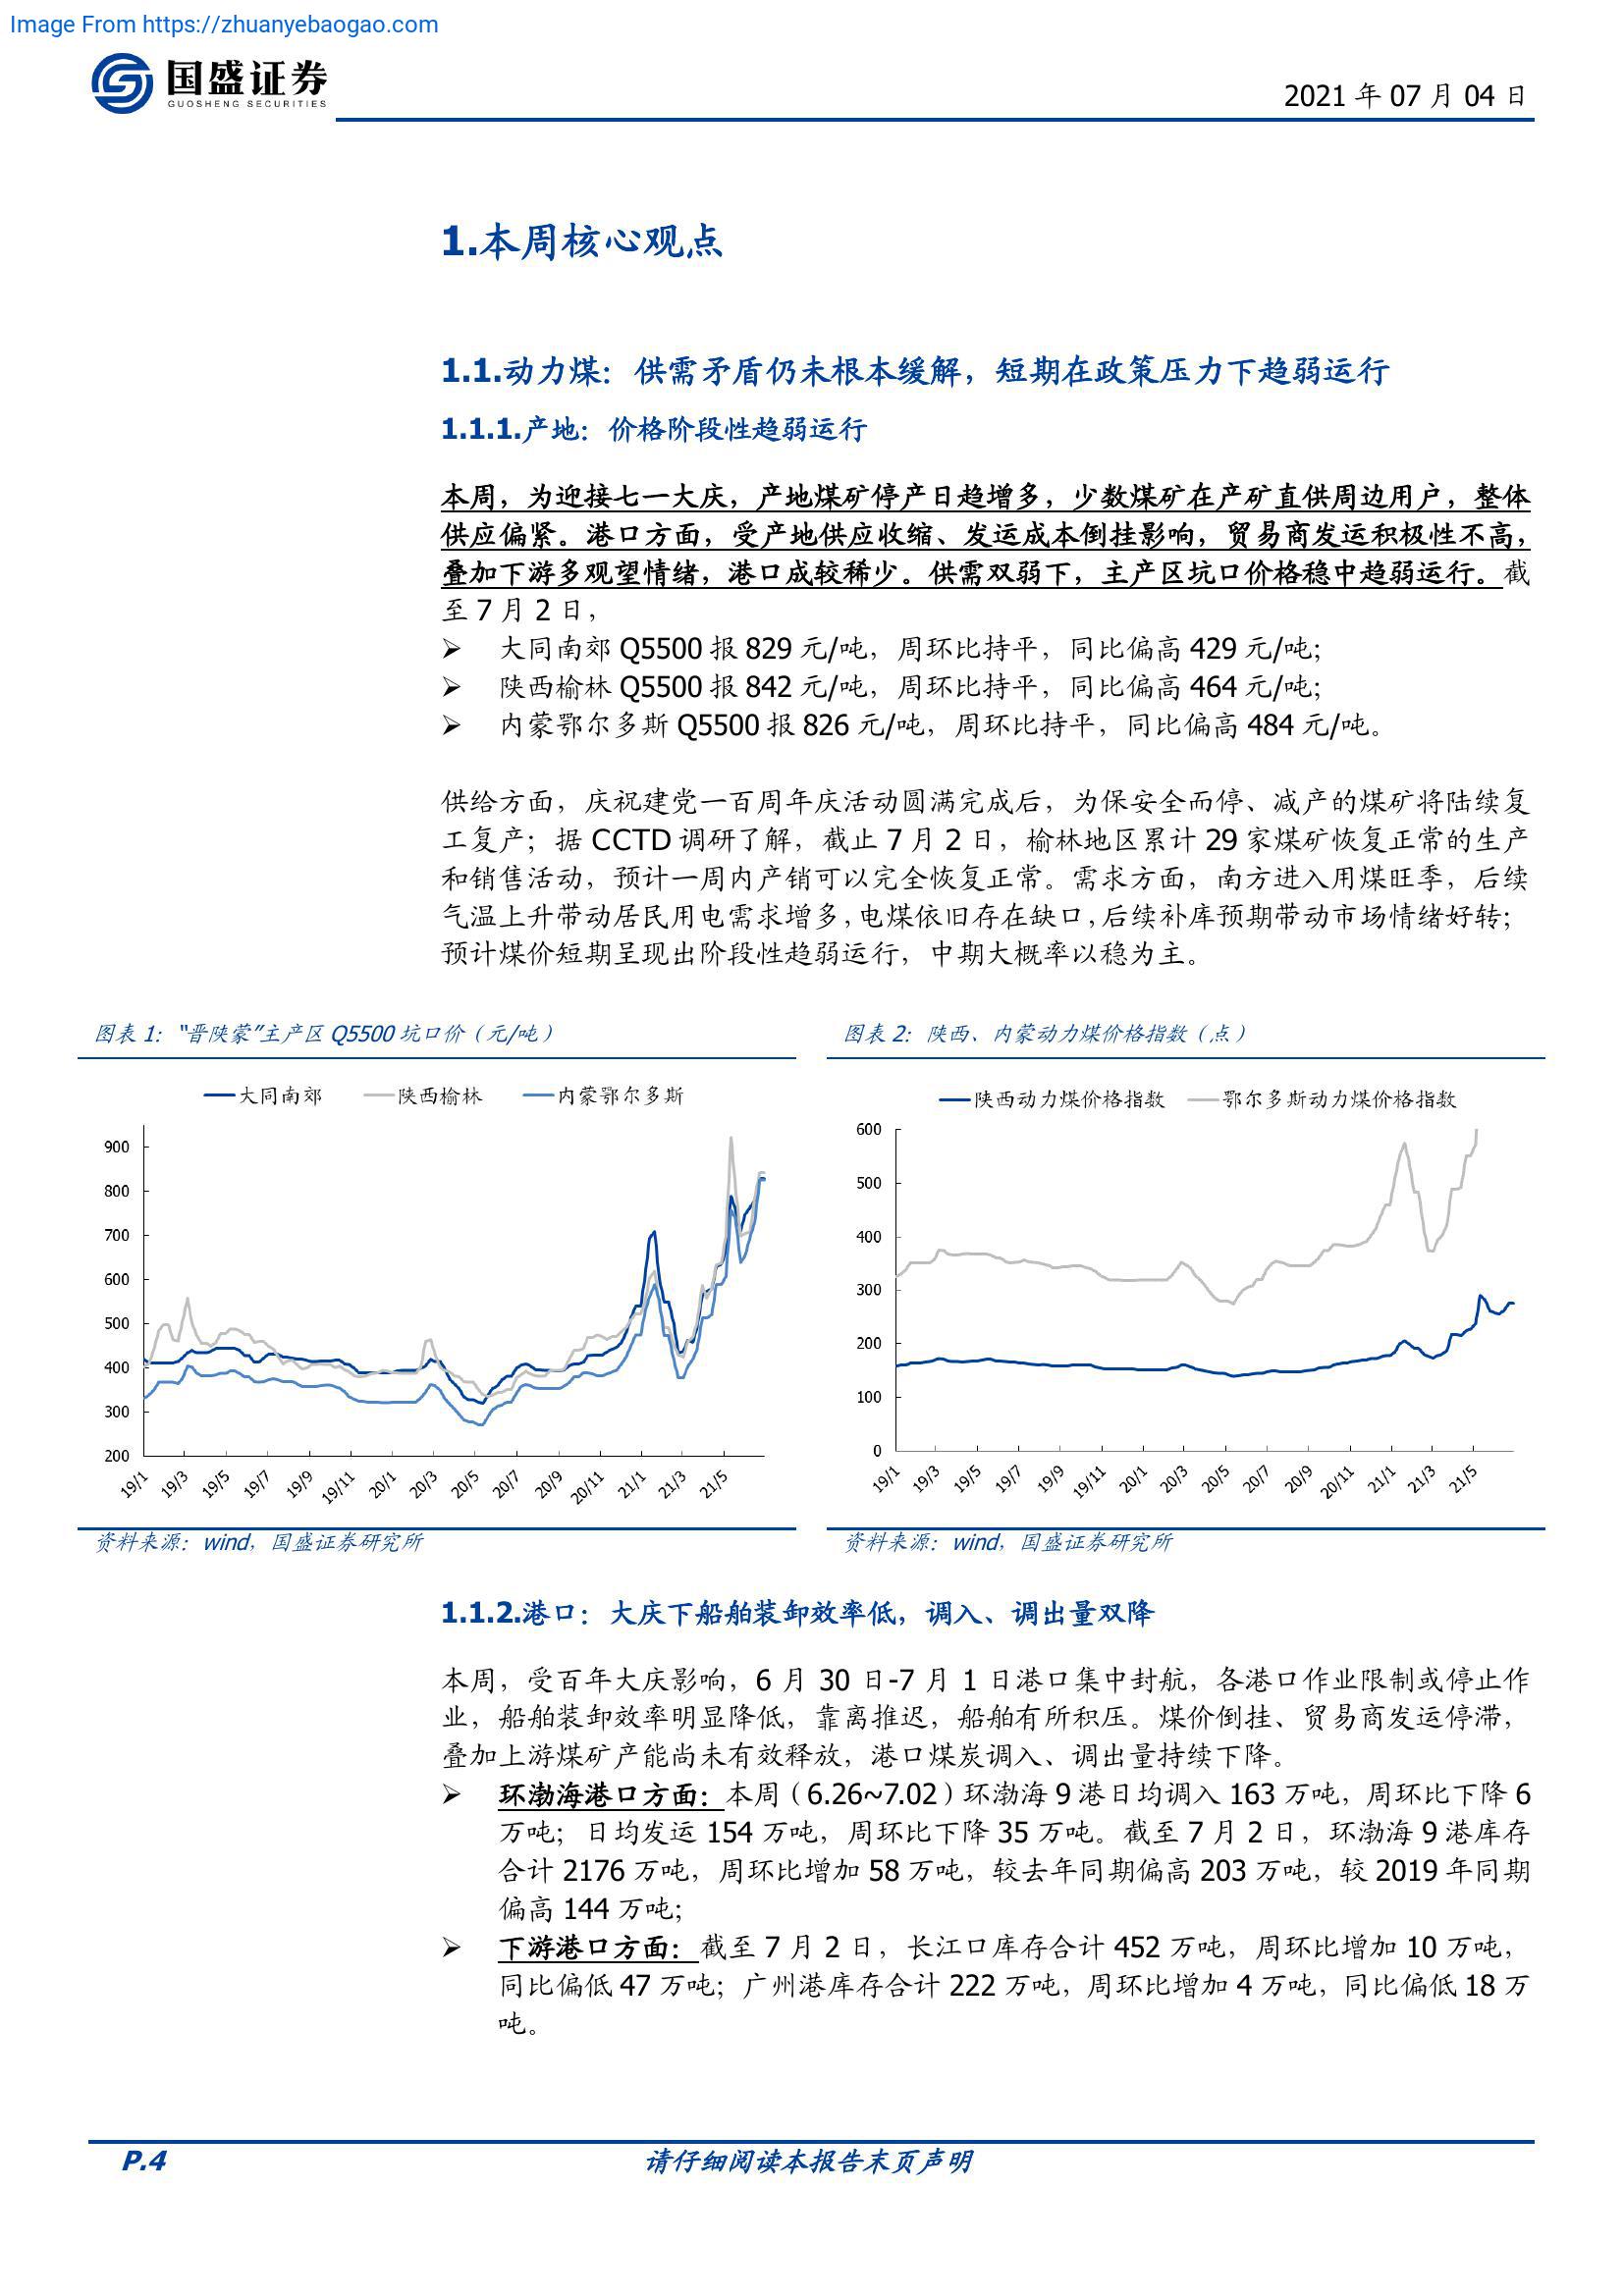 Image From https://zhuanyebaogao.com
国盛证券
GUOSHENG SECURITIES
2021 年 07 月 04 日
1.本周核心观点
1.1.动力煤：供需矛盾仍未根本缓解，短期在政策压力下趋弱运行
1.1.1.产地：价格阶段性趋弱运行
本周，为迎接七一大庆，产地煤矿停产日趋增多，少数煤矿在产矿直供周边用户，整体
供应偏紧。港口方面，受产地供应收缩、发运成本倒挂影响，贸易商发运积极性不高，
叠加下游多观望情绪，港口成较稀少。供需双弱下，主产区坑口价格稳中趋弱运行。截
至 7 月 2 日，
➢ 大同南郊 Q5500 报 829 元/吨，周环比持平，同比偏高 429 元/吨；
➢ 陕西榆林 Q5500 报 842 元/吨，周环比持平，同比偏高 464 元/吨；
➢ 内蒙鄂尔多斯 Q5500 报 826 元/吨，周环比持平，同比偏高 484 元/吨。
供给方面，庆祝建党一百周年庆活动圆满完成后，为保安全而停、减产的煤矿将陆续复
工复产；据 CCTD 调研了解，截止 7 月 2 日，榆林地区累计 29 家煤矿恢复正常的生产
和销售活动，预计一周内产销可以完全恢复正常。需求方面，南方进入用煤旺季，后续
气温上升带动居民用电需求增多，电煤依旧存在缺口，后续补库预期带动市场情绪好转；
预计煤价短期呈现出阶段性趋弱运行，中期大概率以稳为主。
图表 1：“晋陕蒙”主产区 Q5500 坑口价（元/吨）
大同南郊 陕西榆林 内蒙鄂尔多斯
900
800
700
600
500
400
300
200
19/1 19/3 19/5 19/7 19/9 19/11 20/1 20/3 20/5 20/7 20/9 20/11 21/1 21/3 21/5
资料来源：wind，国盛证券研究所
图表 2：陕西、内蒙动力煤价格指数（点）
陕西动力煤价格指数 鄂尔多斯动力煤价格指数
600
500
400
300
200
100
0
19/1 19/3 19/5 19/7 19/9 19/11 20/1 20/3 20/5 20/7 20/9 20/11 21/1 21/3 21/5
资料来源：wind，国盛证券研究所
1.1.2.港口：大庆下船舶装卸效率低，调入、调出量双降
本周，受百年大庆影响，6 月 30 日-7 月 1 日港口集中封航，各港口作业限制或停止作
业，船舶装卸效率明显降低，靠离推迟，船舶有所积压。煤价倒挂、贸易商发运停滞，
叠加上游煤矿产能尚未有效释放，港口煤炭调入、调出量持续下降。
➢ 环渤海港口方面：本周（6.26~7.02）环渤海 9 港日均调入 163 万吨，周环比下降 6
万吨；日均发运 154 万吨，周环比下降 35 万吨。截至 7 月 2 日，环渤海 9 港库存
合计 2176 万吨，周环比增加 58 万吨，较去年同期偏高 203 万吨，较 2019 年同期
偏高 144 万吨；
➢ 下游港口方面：截至 7 月 2 日，长江口库存合计 452 万吨，周环比增加 10 万吨，
同比偏低 47 万吨；广州港库存合计 222 万吨，周环比增加 4 万吨，同比偏低 18 万
吨。
P.4
请仔细阅读本报告末页声明